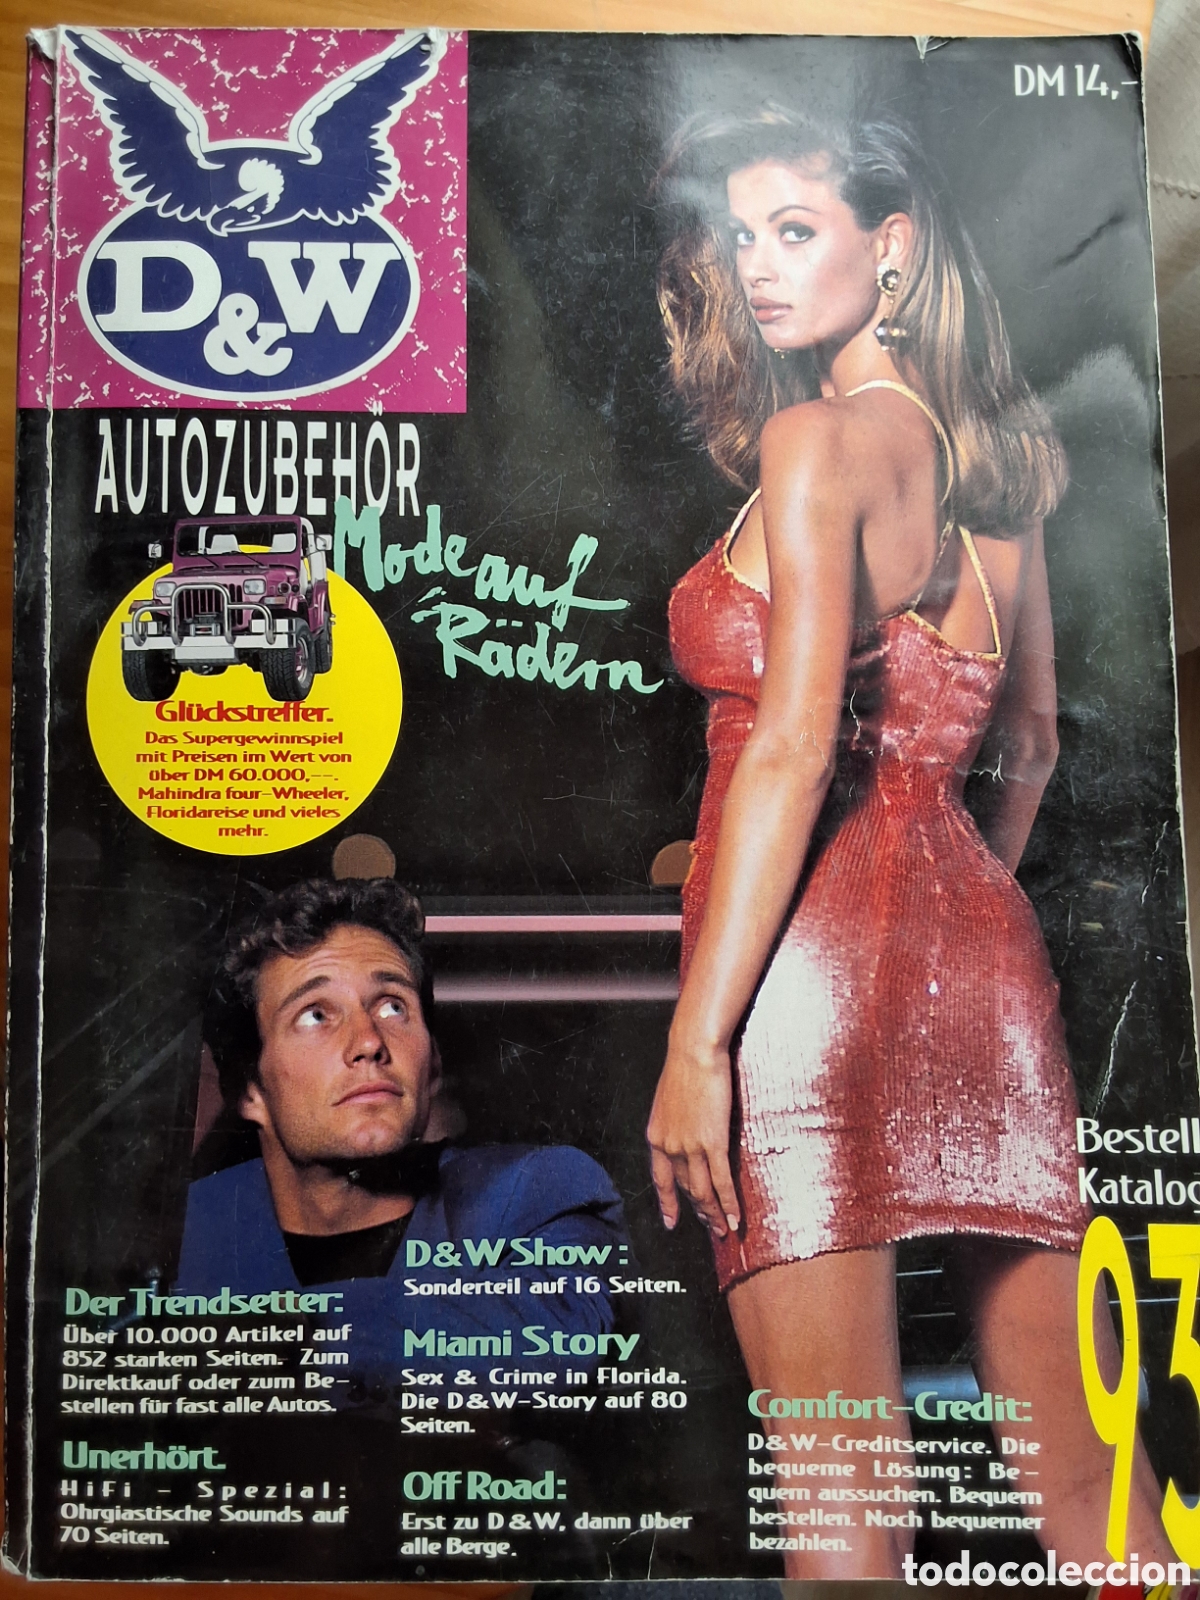 DM 14,-
D&W
AUTOZUBEHÖR
Mode auf
Rädern
Glückstreffer.
Das Supergewinnspiel
mit Preisen im Wert von
über DM 60.000,--.
Mahindra four-Wheeler,
Floridareise und vieles
mehr.
Bestell
Katalog
93
Der Trendsetter:
Über 10.000 Artikel auf
852 starken Seiten. Zum
Direktkauf oder zum Be-
stellen für fast alle Autos.
Unerhört.
HiFi - Spezial:
Ohrgiastische Sounds auf
70 Seiten.
D&W Show:
Sonderteil auf 16 Seiten.
Miami Story
Sex & Crime in Florida.
Die D&W-Story auf 80
Seiten.
Off Road:
Erst zu D&W, dann über
alle Berge.
Comfort-Credit:
D&W-Creditservice. Die
bequeme Lösung: Be-
quem aussuchen. Bequem
bestellen. Noch bequemer
bezahlen.
todocoleccion